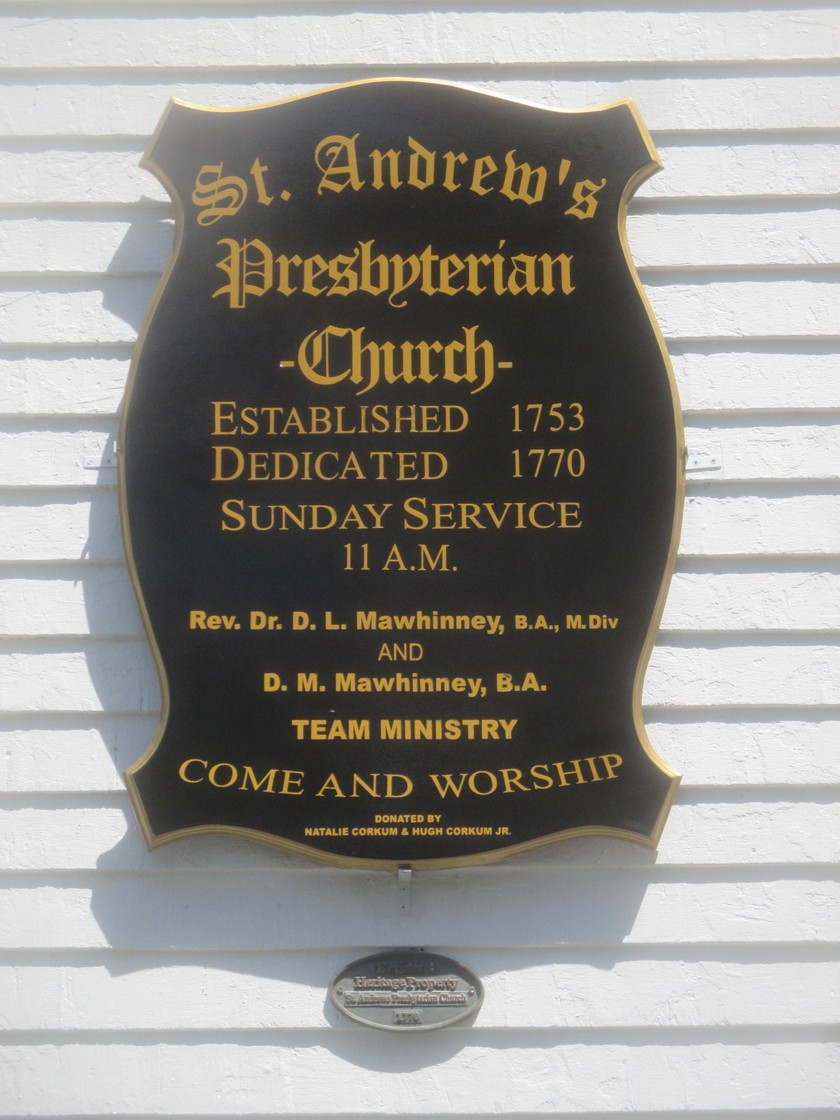 St. Andrew's
Presbyterian
-Church-
ESTABLISHED 1753
DEDICATED 1770
SUNDAY SERVICE
11 A.M.
Rev. Dr. D. L. Mawhinney, B.A., M.Div
AND
D. M. Mawhinney, B.A.
TEAM MINISTRY
COME AND WORSHIP
DONATED BY
NATALIE CORKUM & HUGH CORKUM JR.
Heritage Property
St. Andrews Presbyterian Church
1770